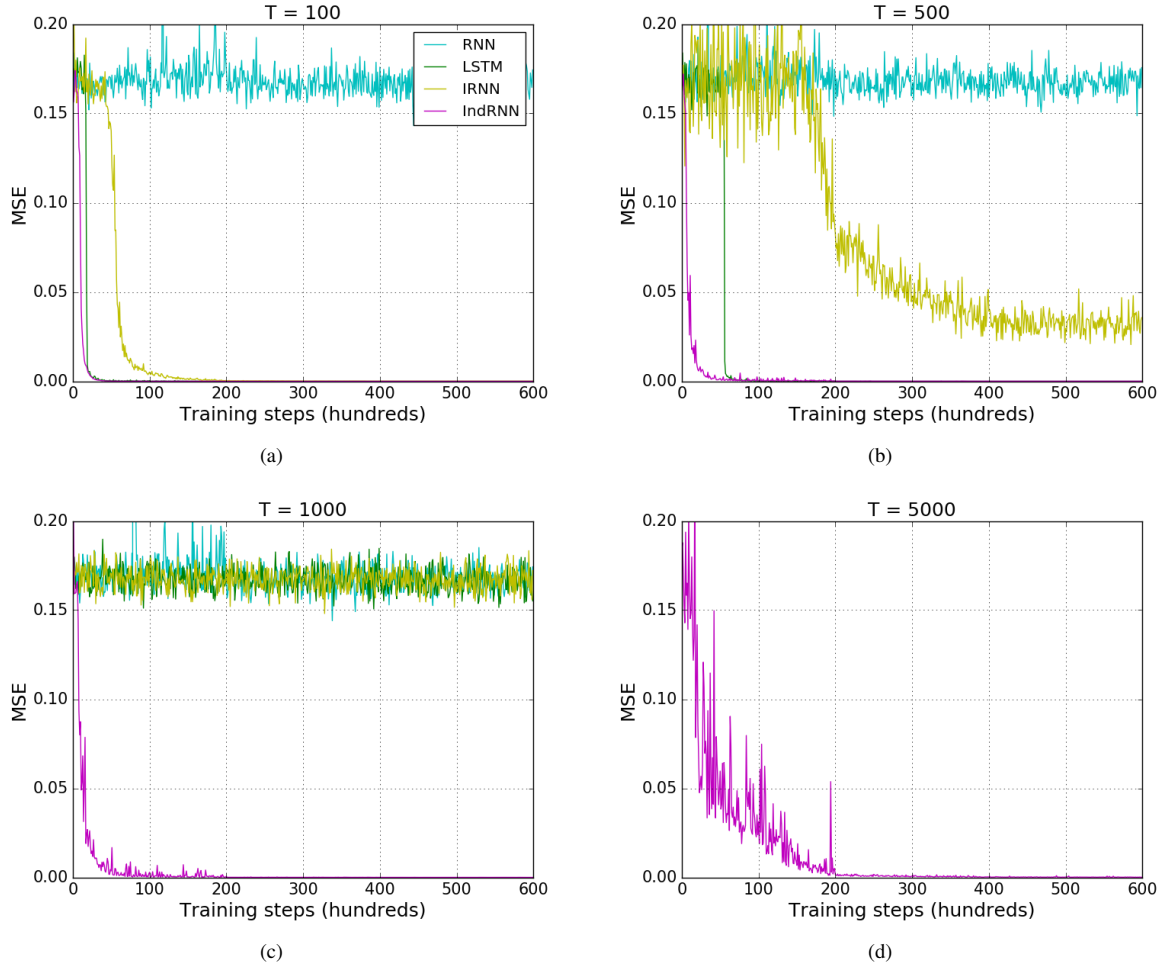 T = 100
0.20
0.15
0.10
0.05
0.00
MSE
0 100 200 300 400 500 600
Training steps (hundreds)
RNN
LSTM
IRNN
IndRNN
(a)
T = 500
0.20
0.15
0.10
0.05
0.00
MSE
0 100 200 300 400 500 600
Training steps (hundreds)
(b)
T = 1000
0.20
0.15
0.10
0.05
0.00
MSE
0 100 200 300 400 500 600
Training steps (hundreds)
(c)
T = 5000
0.20
0.15
0.10
0.05
0.00
MSE
0 100 200 300 400 500 600
Training steps (hundreds)
(d)